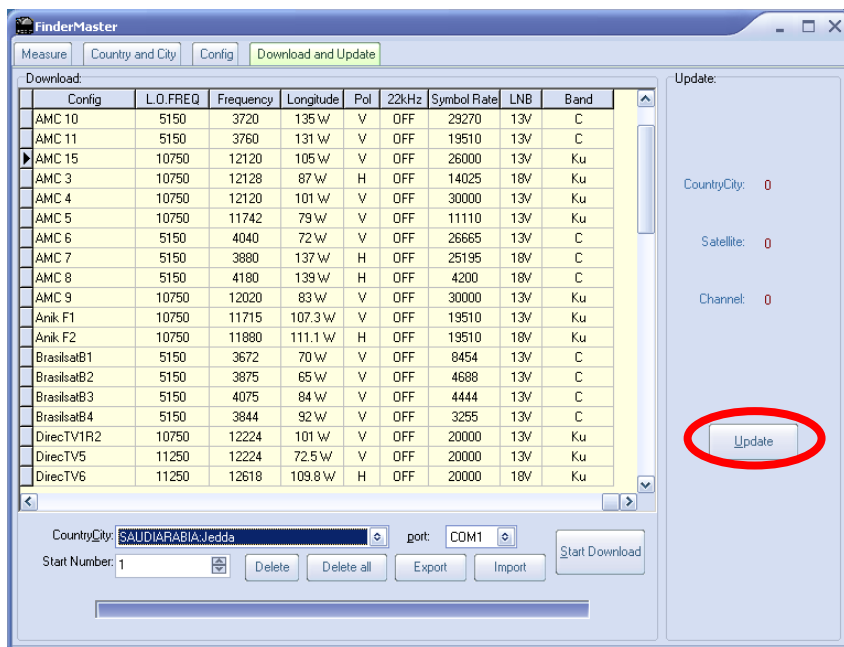 FinderMaster
Measure Country and City Config Download and Update
Download:
Config L.O.FREQ Frequency Longitude Pol 22kHz Symbol Rate LNB Band
AMC 10 5150 3720 135 W V OFF 29270 13V C
AMC 11 5150 3760 131 W V OFF 19510 13V C
AMC 15 10750 12120 105 W V OFF 26000 13V Ku
AMC 3 10750 12128 87 W H OFF 14025 18V Ku
AMC 4 10750 12120 101 W V OFF 30000 13V Ku
AMC 5 10750 11742 79 W V OFF 11110 13V Ku
AMC 6 5150 4040 72 W V OFF 26665 13V C
AMC 7 5150 3880 137 W H OFF 25195 18V C
AMC 8 5150 4180 139 W H OFF 4200 18V C
AMC 9 10750 12020 83 W V OFF 30000 13V Ku
Anik F1 10750 11715 107.3 W V OFF 19510 13V Ku
Anik F2 10750 11880 111.1 W H OFF 19510 18V Ku
BrasilsatB1 5150 3672 70 W V OFF 8454 13V C
BrasilsatB2 5150 3875 65 W V OFF 4688 13V C
BrasilsatB3 5150 4075 84 W V OFF 4444 13V C
BrasilsatB4 5150 3844 92 W V OFF 3255 13V C
DirecTV1R2 10750 12224 101 W V OFF 20000 13V Ku
DirecTV5 11250 12224 72.5 W V OFF 20000 13V Ku
DirecTV6 11250 12618 109.8 W H OFF 20000 18V Ku
CountryCity: SAUDIARABIA:Jedda port: COM1
Start Number: 1 Delete Delete all Export Import Start Download
Update:
CountryCity: 0
Satellite: 0
Channel: 0
Update